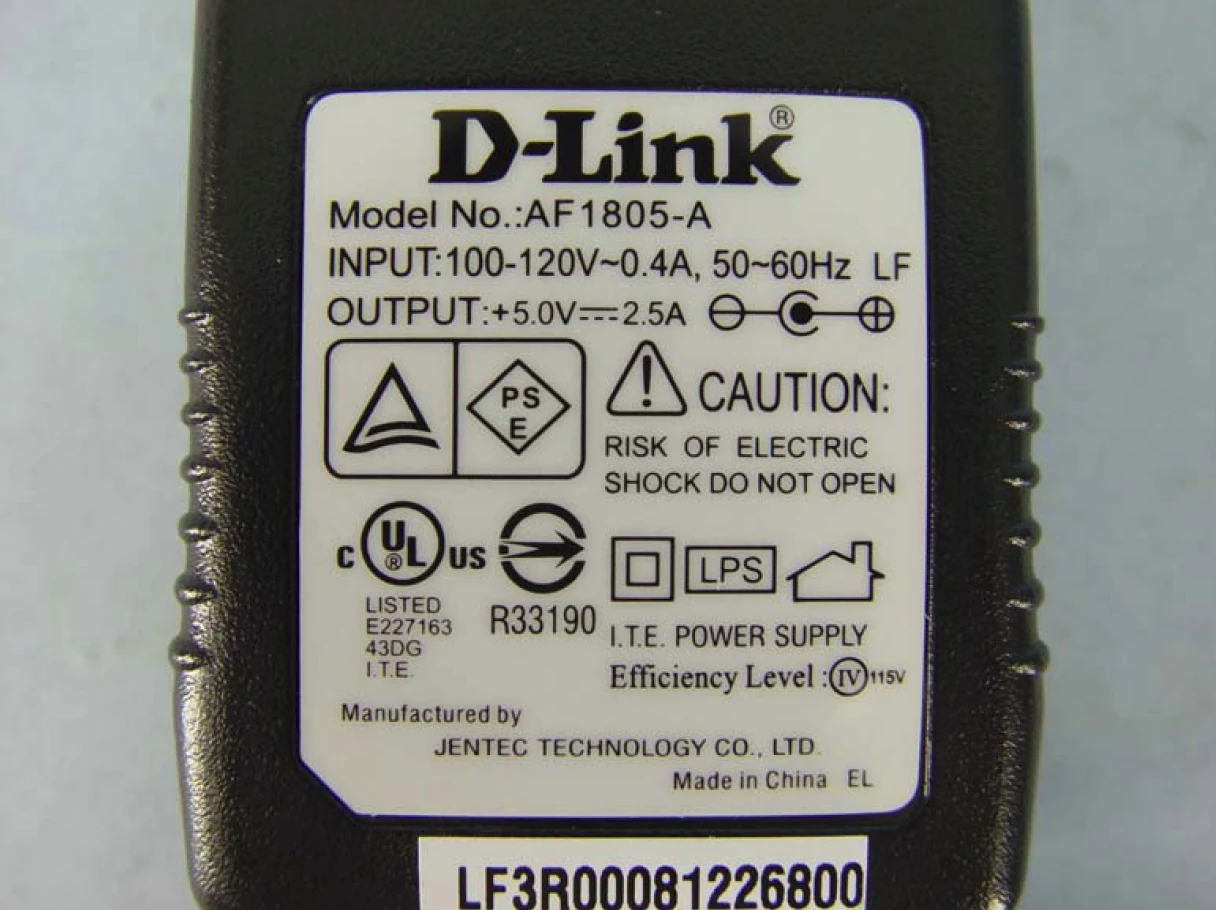 D-Link®
Model No.:AF1805-A
INPUT:100-120V~0.4A, 50~60Hz LF
OUTPUT:+5.0V⎓2.5A
PS
E
CAUTION:
RISK OF ELECTRIC
SHOCK DO NOT OPEN
C UL® US
LISTED
E227163
43DG
I.T.E.
R33190
LPS
I.T.E. POWER SUPPLY
Efficiency Level :IV 115V
Manufactured by
JENTEC TECHNOLOGY CO., LTD.
Made in China EL
LF3R00081226800